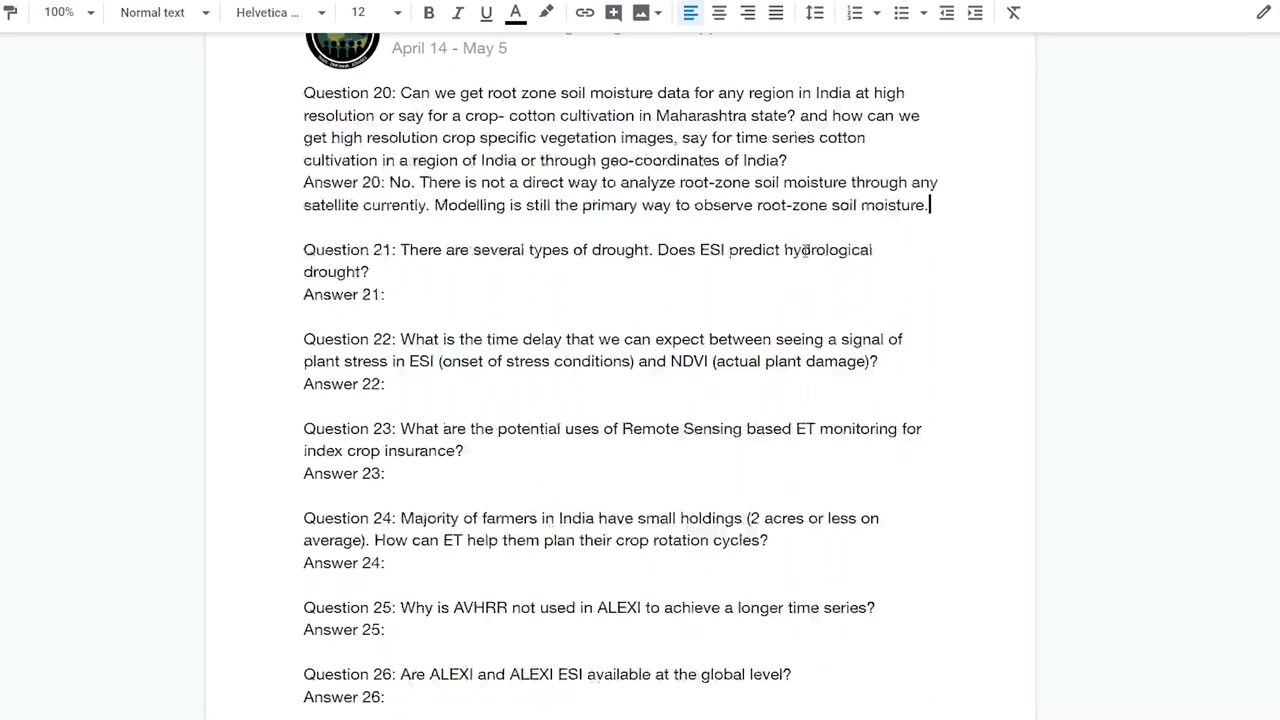 100%
Normal text
Helvetica ...
12
B I U A
April 14 - May 5
Question 20: Can we get root zone soil moisture data for any region in India at high
resolution or say for a crop- cotton cultivation in Maharashtra state? and how can we
get high resolution crop specific vegetation images, say for time series cotton
cultivation in a region of India or through geo-coordinates of India?
Answer 20: No. There is not a direct way to analyze root-zone soil moisture through any
satellite currently. Modelling is still the primary way to observe root-zone soil moisture.
Question 21: There are several types of drought. Does ESI predict hydrological
drought?
Answer 21:
Question 22: What is the time delay that we can expect between seeing a signal of
plant stress in ESI (onset of stress conditions) and NDVI (actual plant damage)?
Answer 22:
Question 23: What are the potential uses of Remote Sensing based ET monitoring for
index crop insurance?
Answer 23:
Question 24: Majority of farmers in India have small holdings (2 acres or less on
average). How can ET help them plan their crop rotation cycles?
Answer 24:
Question 25: Why is AVHRR not used in ALEXI to achieve a longer time series?
Answer 25:
Question 26: Are ALEXI and ALEXI ESI available at the global level?
Answer 26: